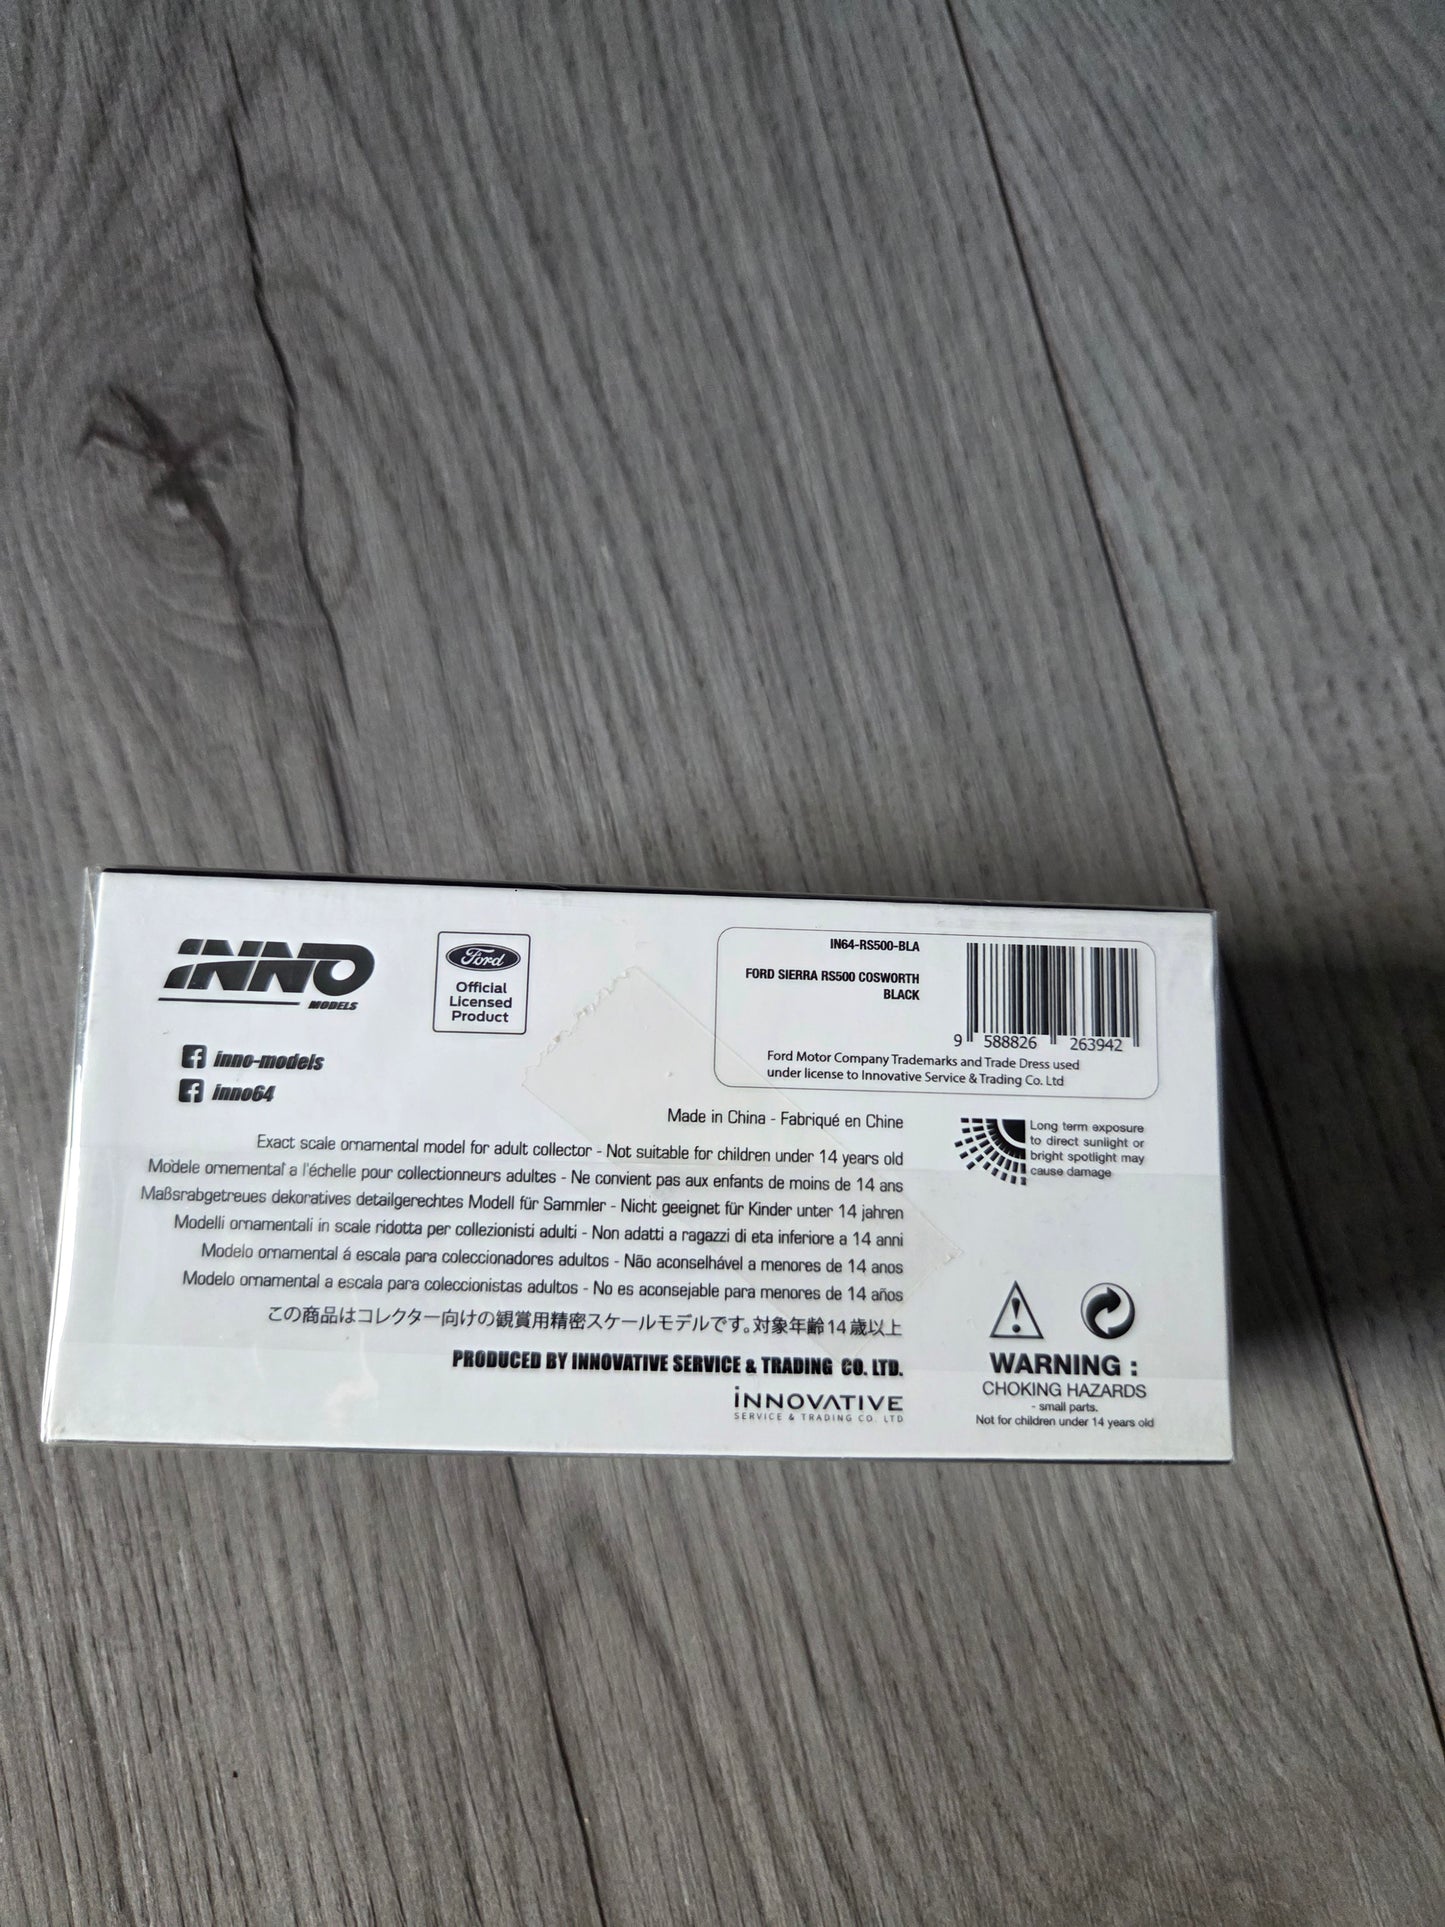 INNO
MODELS
inno-models
inno64
Ford
Official
Licensed
Product
IN64-RS500-BLA
FORD SIERRA RS500 COSWORTH
BLACK
9 588826 263942
Ford Motor Company Trademarks and Trade Dress used
under license to Innovative Service & Trading Co. Ltd
Made in China - Fabriqué en Chine
Exact scale ornamental model for adult collector - Not suitable for children under 14 years old
Modele ornemental a l'échelle pour collectionneurs adultes - Ne convient pas aux enfants de moins de 14 ans
Maßsrabgetreues dekoratives detailgerechtes Modell für Sammler - Nicht geeignet für Kinder unter 14 jahren
Modelli ornamentali in scale ridotta per collezionisti adulti - Non adatti a ragazzi di eta inferiore a 14 anni
Modelo ornamental á escala para coleccionadores adultos - Não aconselhável a menores de 14 anos
Modelo ornamental a escala para coleccionistas adultos - No es aconsejable para menores de 14 años
この商品はコレクター向けの観賞用精密スケールモデルです。対象年齢14歳以上
PRODUCED BY INNOVATIVE SERVICE & TRADING CO. LTD.
INNOVATIVE
SERVICE & TRADING CO. LTD
Long term exposure
to direct sunlight or
bright spotlight may
cause damage
!
WARNING :
CHOKING HAZARDS
- small parts.
Not for children under 14 years old